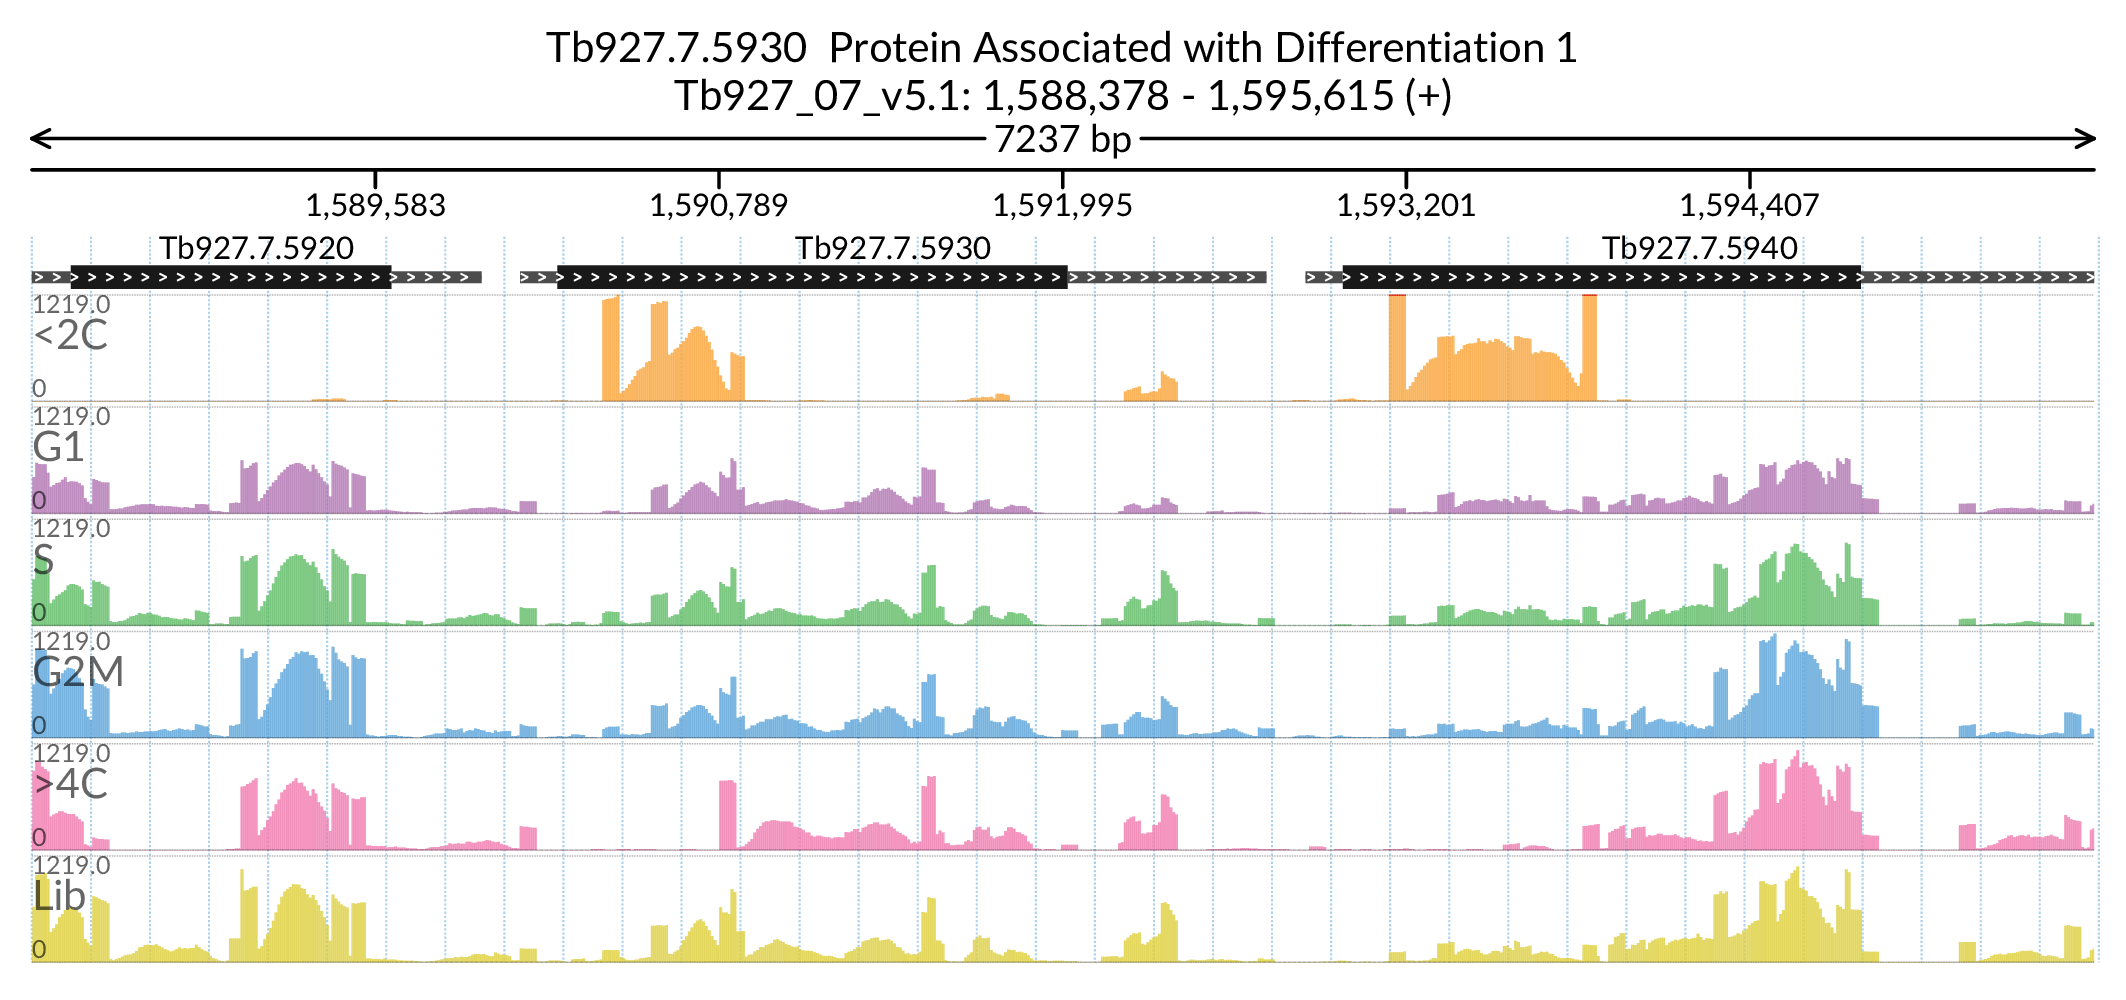 Tb927.7.5930  Protein Associated with Differentiation 1
Tb927_07_v5.1: 1,588,378 - 1,595,615 (+)
7237 bp
1,589,583 1,590,789 1,591,995 1,593,201 1,594,407
Tb927.7.5920 Tb927.7.5930 Tb927.7.5940
1219.0
<2C
0
1219.0
G1
0
1219.0
S
0
1219.0
G2M
0
1219.0
>4C
0
1219.0
Lib
0